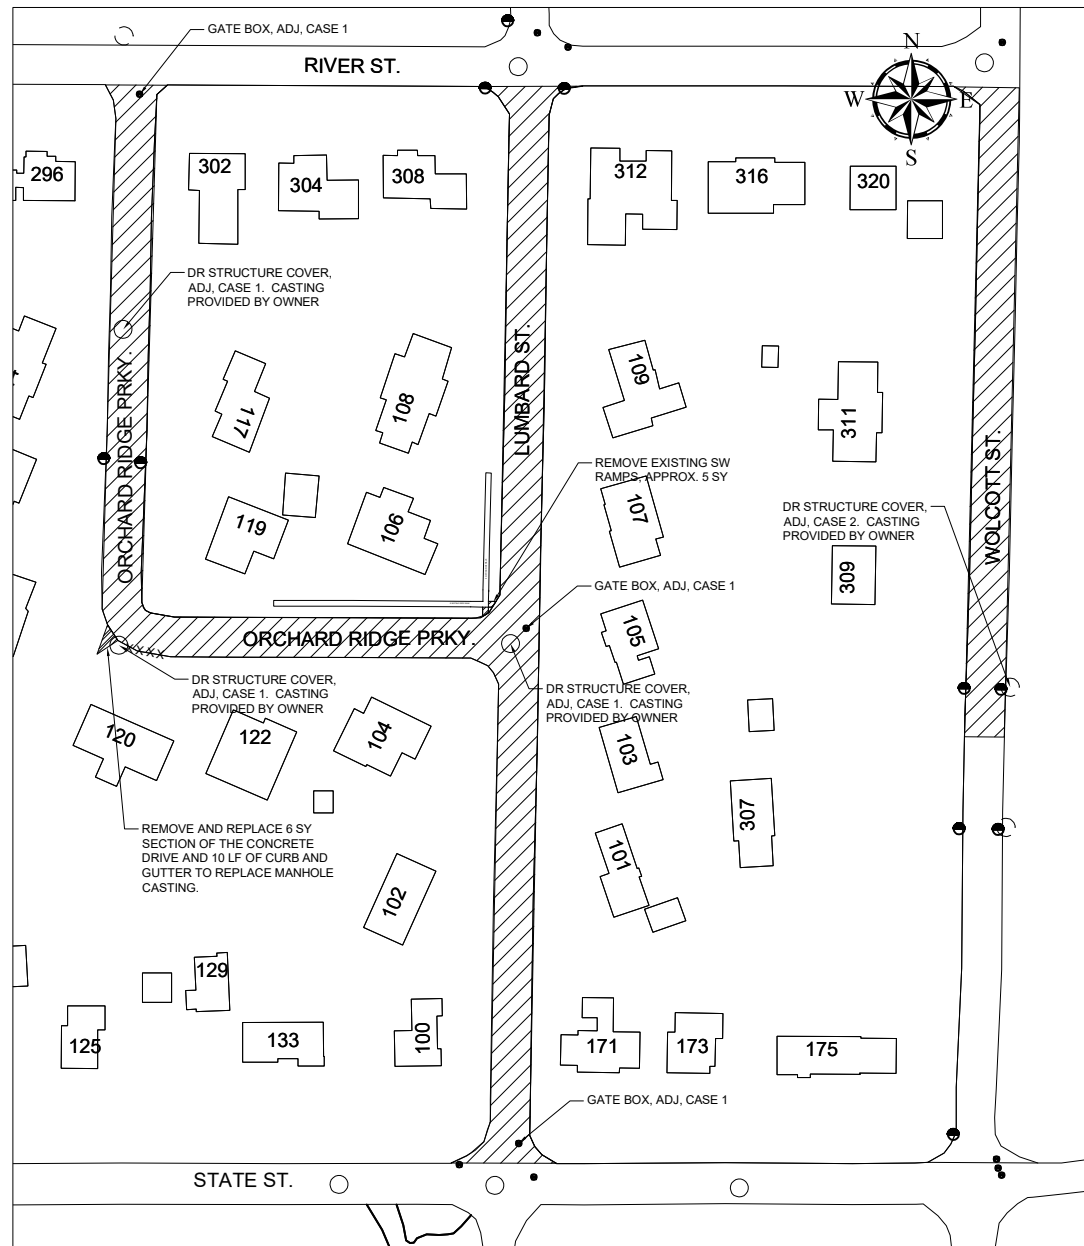 GATE BOX, ADJ, CASE 1
RIVER ST.
N
W
E
S
296
302
304
308
312
316
320
DR STRUCTURE COVER,
ADJ, CASE 1. CASTING
PROVIDED BY OWNER
ORCHARD RIDGE PRKY.
LUMBARD ST.
WOLCOTT ST.
117
108
109
311
REMOVE EXISTING SW
RAMPS, APPROX. 5 SY
119
106
107
DR STRUCTURE COVER,
ADJ, CASE 2. CASTING
PROVIDED BY OWNER
309
GATE BOX, ADJ, CASE 1
105
ORCHARD RIDGE PRKY.
DR STRUCTURE COVER,
ADJ, CASE 1. CASTING
PROVIDED BY OWNER
DR STRUCTURE COVER,
ADJ, CASE 1. CASTING
PROVIDED BY OWNER
120
122
104
103
307
REMOVE AND REPLACE 6 SY
SECTION OF THE CONCRETE
DRIVE AND 10 LF OF CURB AND
GUTTER TO REPLACE MANHOLE
CASTING.
102
101
129
125
133
100
171
173
175
GATE BOX, ADJ, CASE 1
STATE ST.